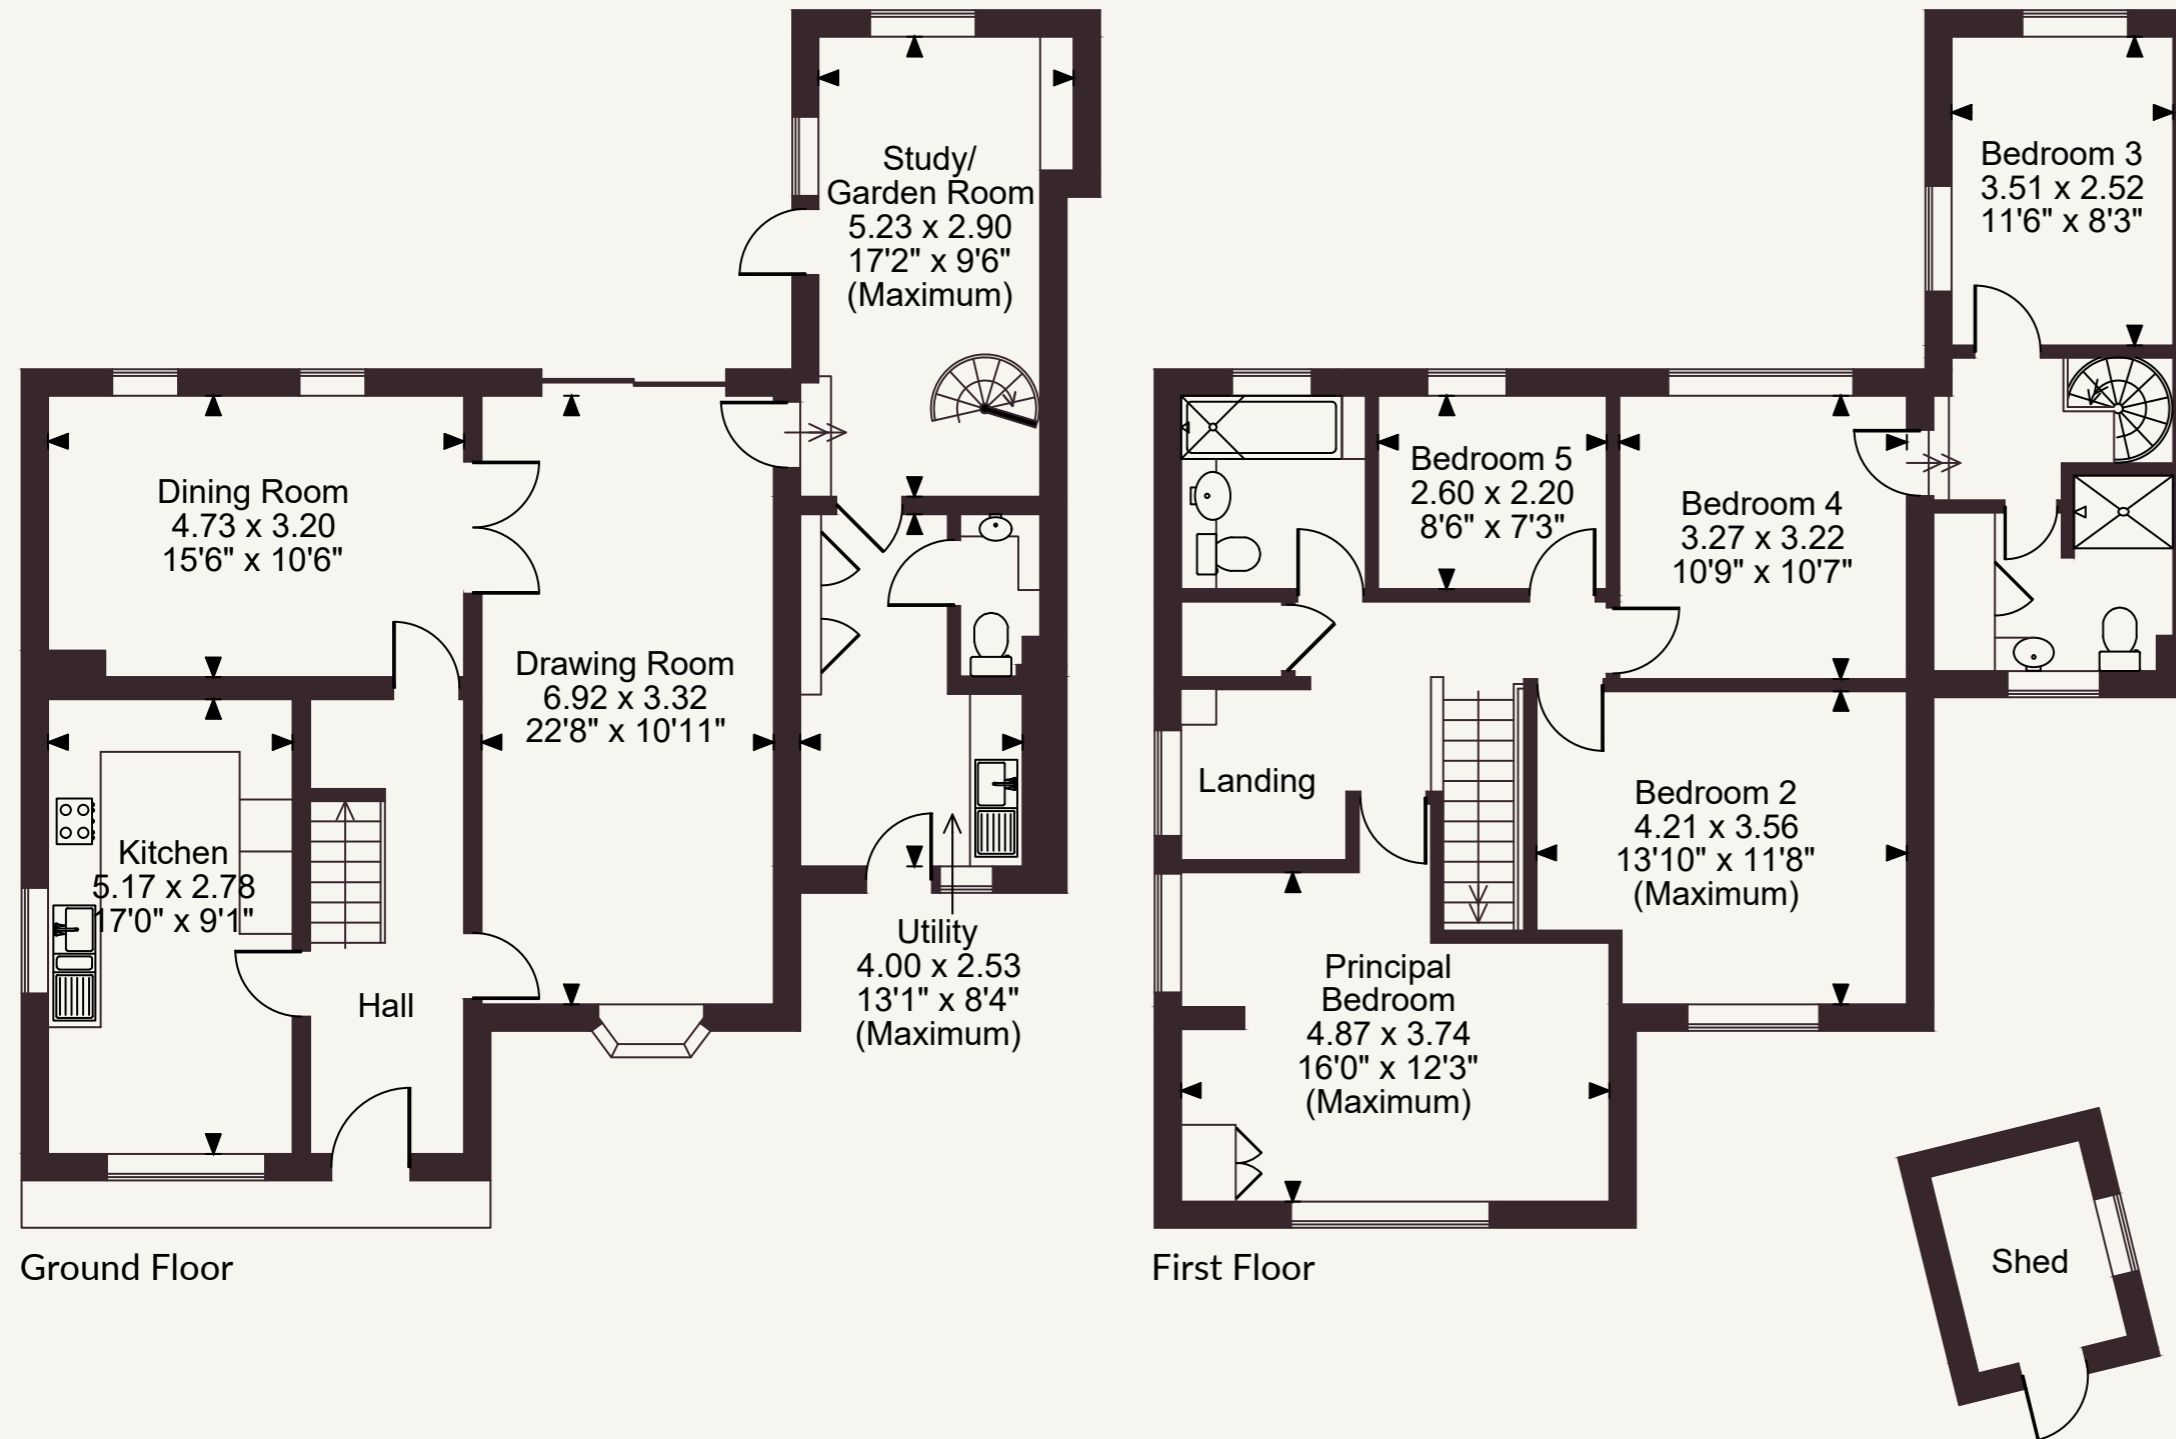 Study/
Garden Room
5.23 x 2.90
17'2" x 9'6"
(Maximum)
Dining Room
4.73 x 3.20
15'6" x 10'6"
Drawing Room
6.92 x 3.32
22'8" x 10'11"
Kitchen
5.17 x 2.78
17'0" x 9'1"
Hall
Utility
4.00 x 2.53
13'1" x 8'4"
(Maximum)
Ground Floor
Bedroom 3
3.51 x 2.52
11'6" x 8'3"
Bedroom 5
2.60 x 2.20
8'6" x 7'3"
Bedroom 4
3.27 x 3.22
10'9" x 10'7"
Landing
Bedroom 2
4.21 x 3.56
13'10" x 11'8"
(Maximum)
Principal
Bedroom
4.87 x 3.74
16'0" x 12'3"
(Maximum)
First Floor
Shed